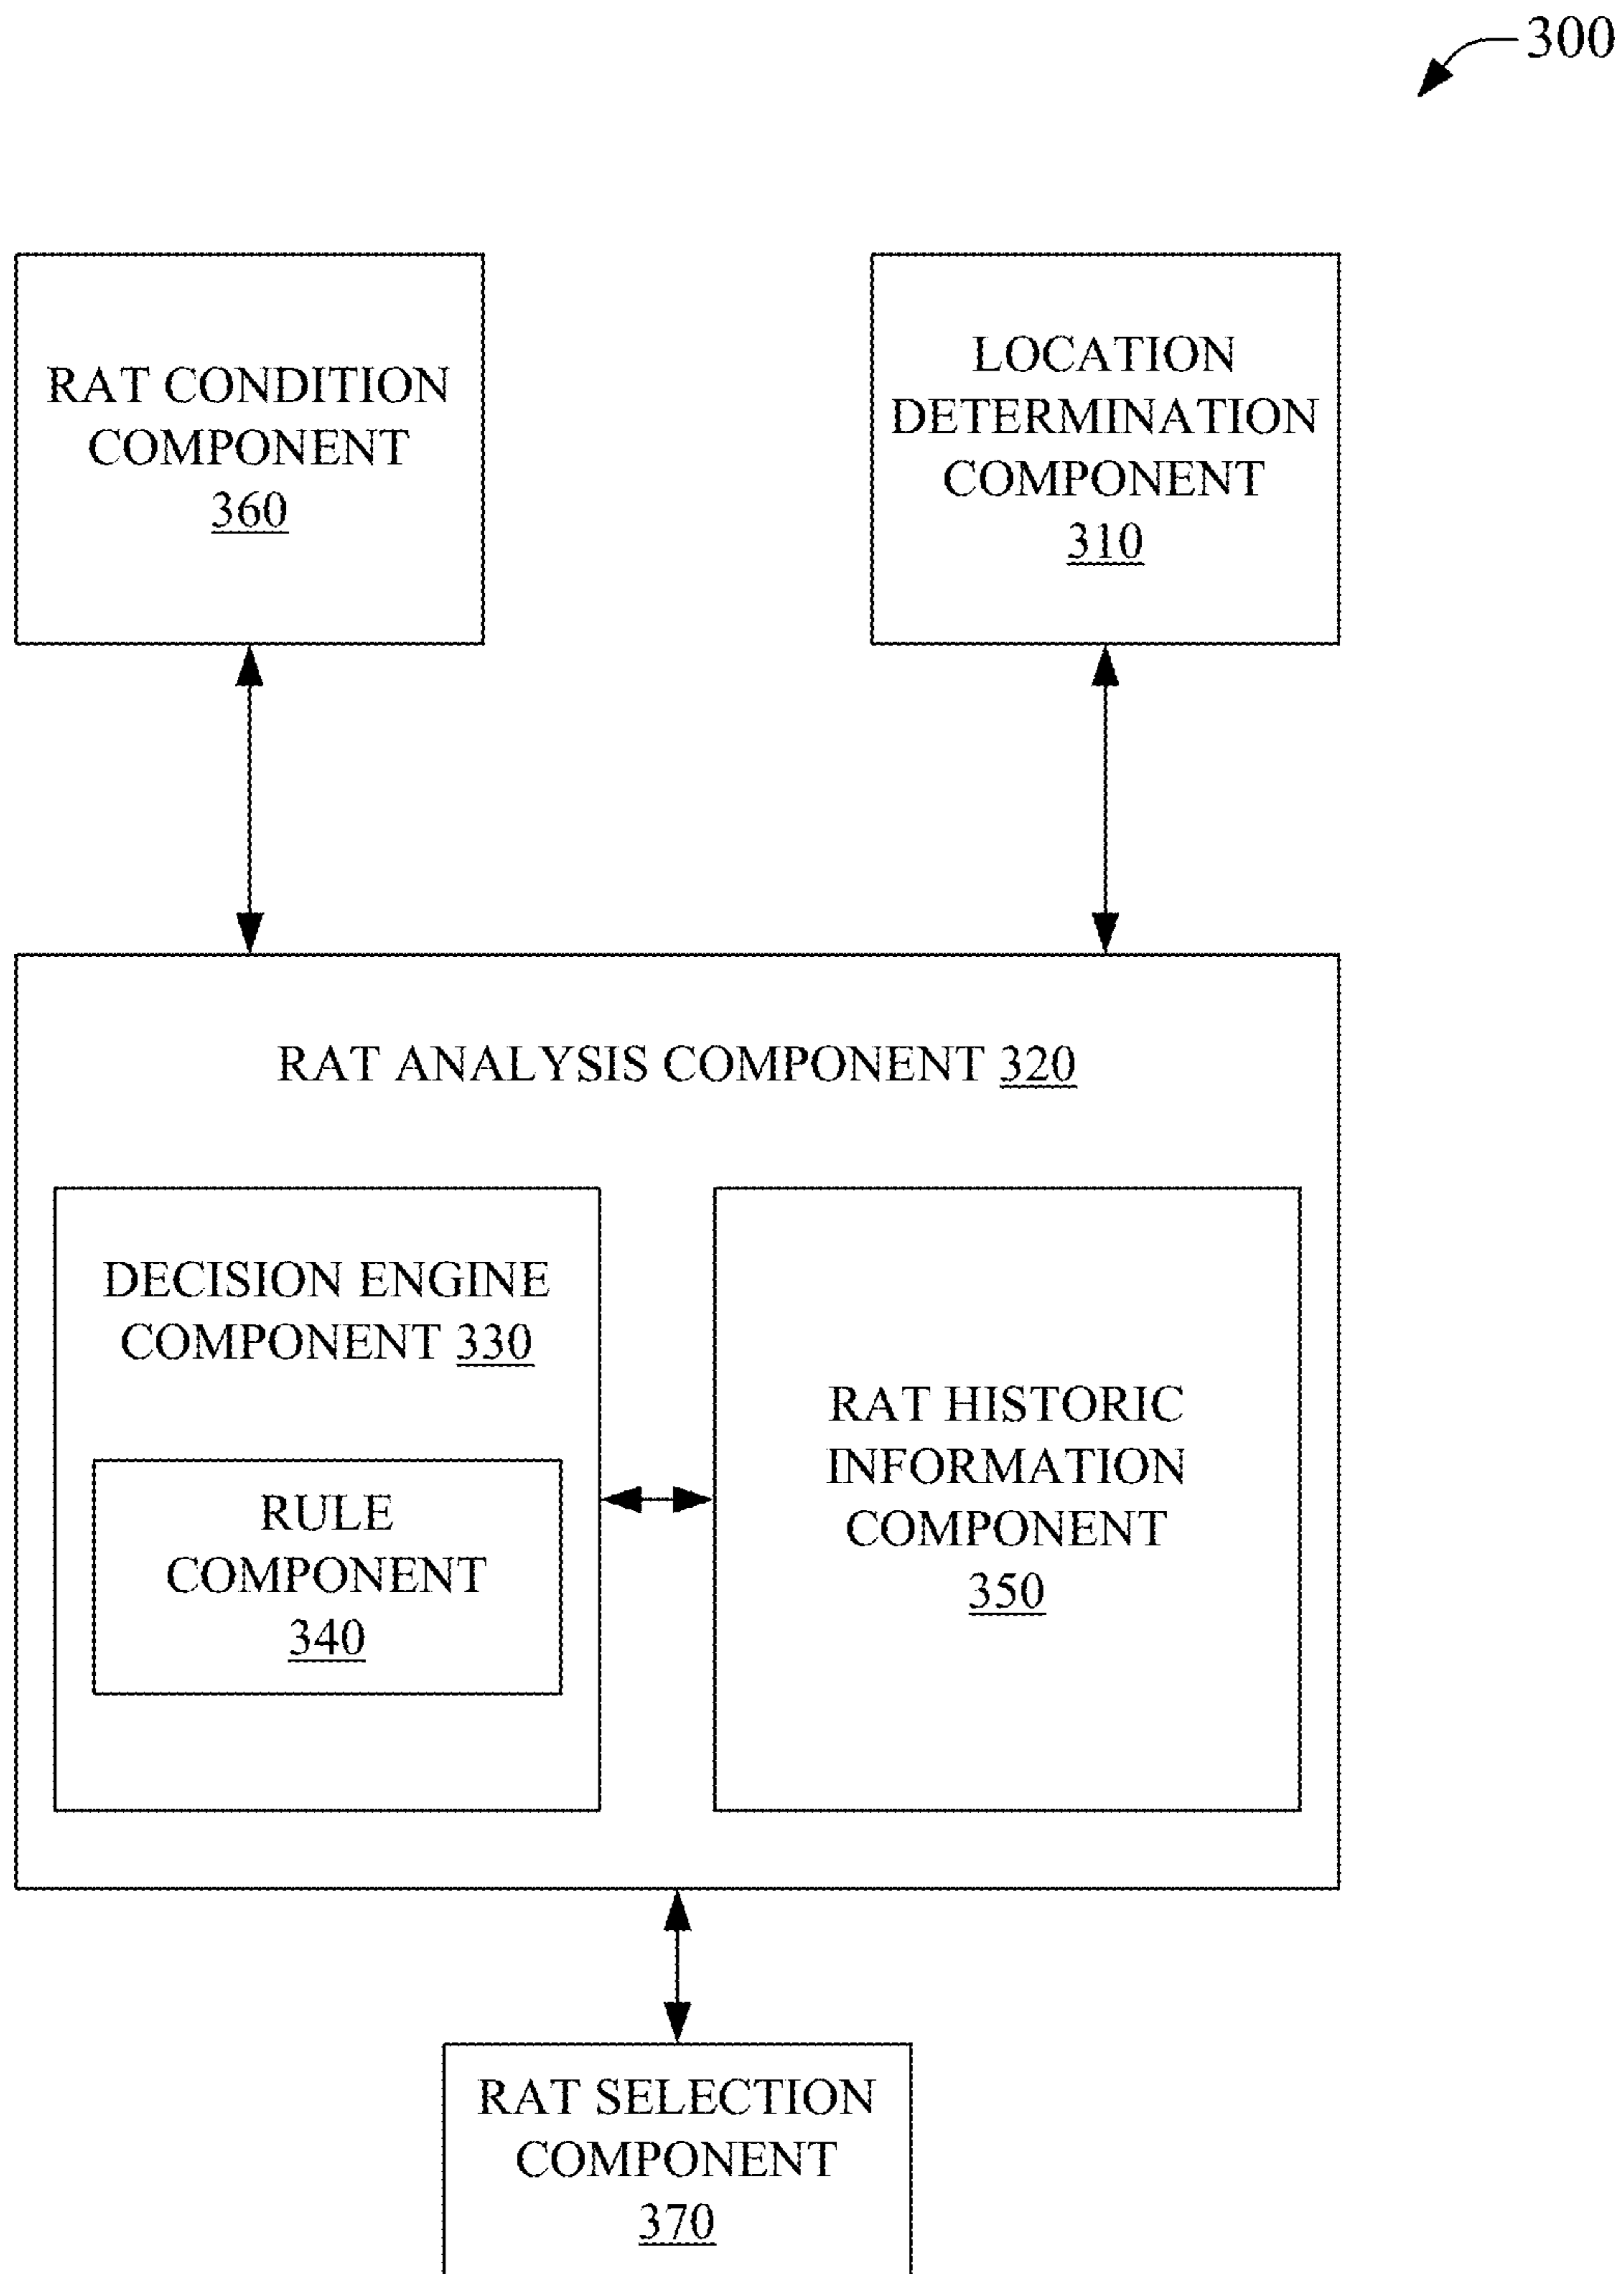 300
RAT CONDITION
COMPONENT
360
LOCATION
DETERMINATION
COMPONENT
310
RAT ANALYSIS COMPONENT 320
DECISION ENGINE
COMPONENT 330
RULE
COMPONENT
340
RAT HISTORIC
INFORMATION
COMPONENT
350
RAT SELECTION
COMPONENT
370